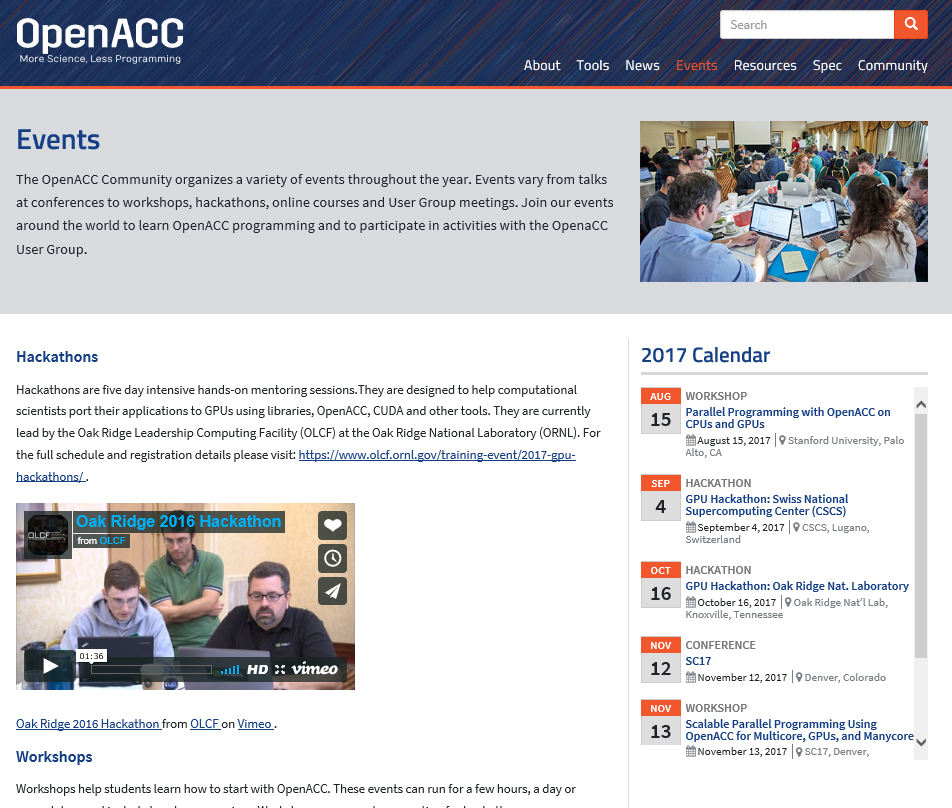 OpenACC
More Science, Less Programming
Search
About Tools News Events Resources Spec Community
Events
The OpenACC Community organizes a variety of events throughout the year. Events vary from talks
at conferences to workshops, hackathons, online courses and User Group meetings. Join our events
around the world to learn OpenACC programming and to participate in activities with the OpenaCC
User Group.
Hackathons
Hackathons are five day intensive hands-on mentoring sessions.They are designed to help computational
scientists port their applications to GPUs using libraries, OpenACC, CUDA and other tools. They are currently
lead by the Oak Ridge Leadership Computing Facility (OLCF) at the Oak Ridge National Laboratory (ORNL). For
the full schedule and registration details please visit: https://www.olcf.ornl.gov/training-event/2017-gpu-
hackathons/ .
OLCF
Oak Ridge 2016 Hackathon
from OLCF
01:36
HD vimeo
Oak Ridge 2016 Hackathon from OLCF on Vimeo .
Workshops
Workshops help students learn how to start with OpenACC. These events can run for a few hours, a day or
2017 Calendar
AUG
15
WORKSHOP
Parallel Programming with OpenACC on
CPUs and GPUs
August 15, 2017 | Stanford University, Palo
Alto, CA
SEP
4
HACKATHON
GPU Hackathon: Swiss National
Supercomputing Center (CSCS)
September 4, 2017 | CSCS, Lugano,
Switzerland
OCT
16
HACKATHON
GPU Hackathon: Oak Ridge Nat. Laboratory
October 16, 2017 | Oak Ridge Nat'l Lab,
Knoxville, Tennessee
NOV
12
CONFERENCE
SC17
November 12, 2017 | Denver, Colorado
NOV
13
WORKSHOP
Scalable Parallel Programming Using
OpenACC for Multicore, GPUs, and Manycore
November 13, 2017 | SC17, Denver,